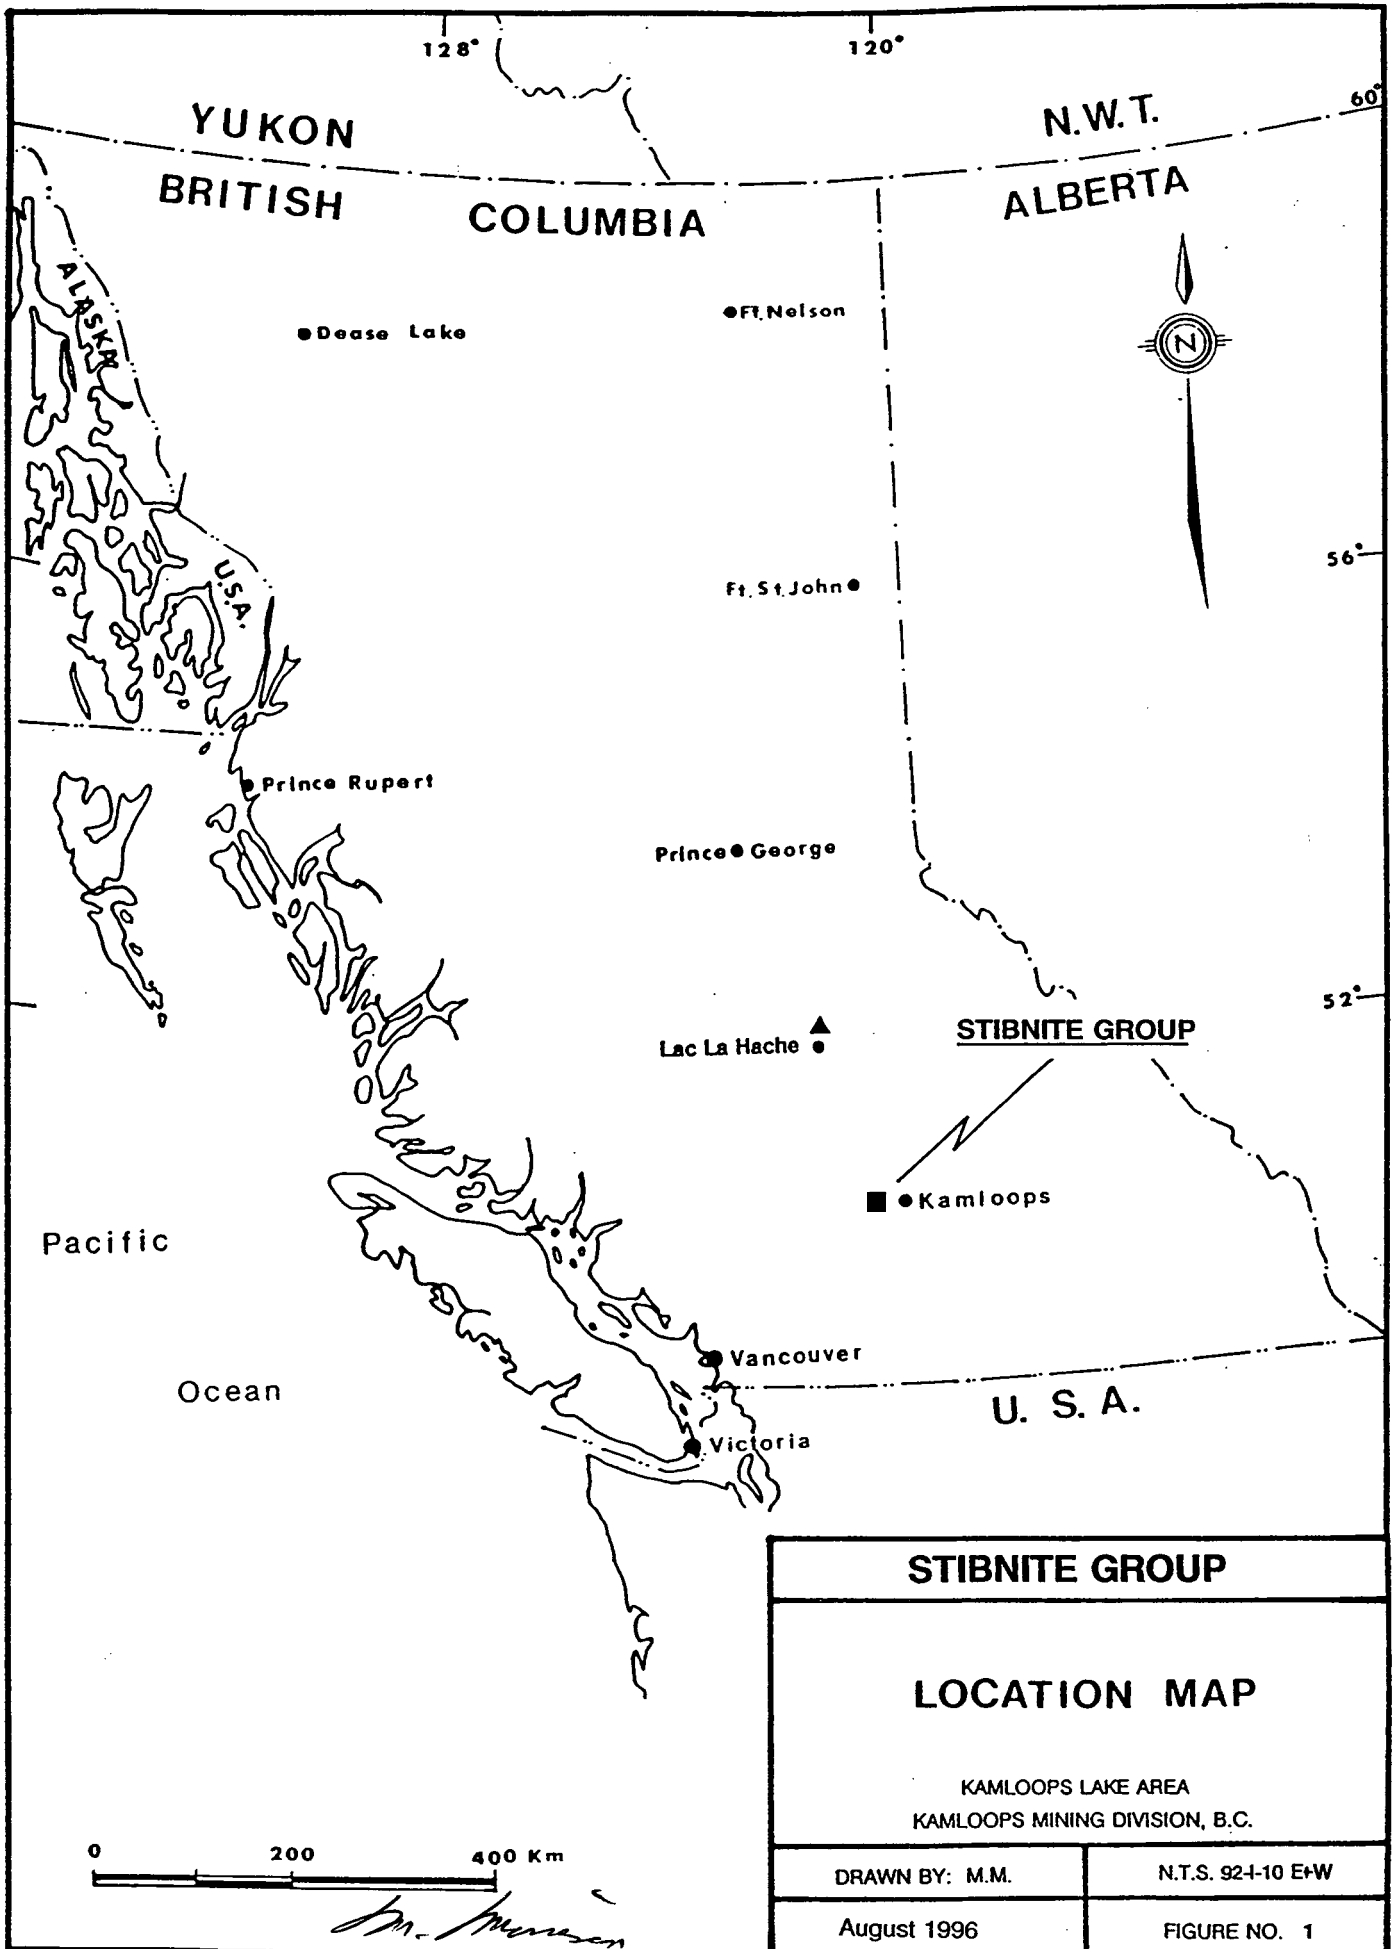 128° 120°
60°
YUKON N.W.T.
BRITISH COLUMBIA ALBERTA
ALASKA
Ft. Nelson
Dease Lake
N
56°
U.S.A.
Ft. St. John
Prince Rupert
Prince George
52°
STIBNITE GROUP
Lac La Hache
Kamloops
Pacific
Ocean
Vancouver
U. S. A.
Victoria
STIBNITE GROUP
LOCATION MAP
KAMLOOPS LAKE AREA
KAMLOOPS MINING DIVISION, B.C.
0 200 400 Km
DRAWN BY: M.M. N.T.S. 92-I-10 E+W
August 1996 FIGURE NO. 1